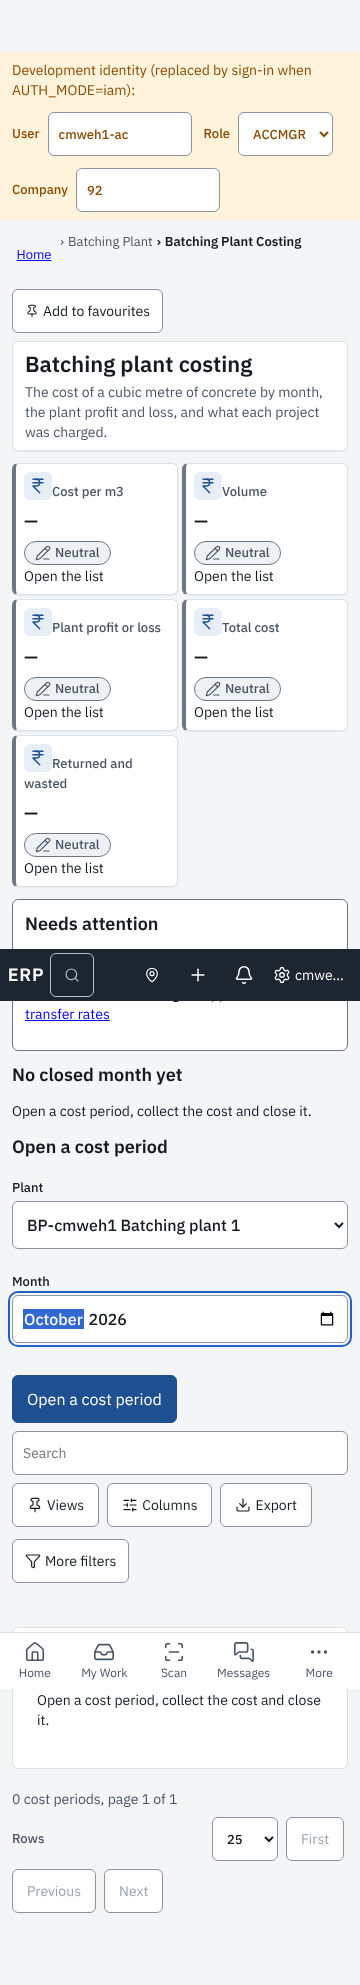 Development identity (replaced by sign-in when
AUTH_MODE=iam):
User cmweh1-ac Role ACCMGR
Company 92
Home › Batching Plant › Batching Plant Costing
Add to favourites
Batching plant costing
The cost of a cubic metre of concrete by month,
the plant profit and loss, and what each project
was charged.
₹ Cost per m3
—
Neutral
Open the list
₹ Volume
—
Neutral
Open the list
₹ Plant profit or loss
—
Neutral
Open the list
₹ Total cost
—
Neutral
Open the list
₹ Returned and
wasted
—
Neutral
Open the list
Needs attention
ERP cmwe...
transfer rates
No closed month yet
Open a cost period, collect the cost and close it.
Open a cost period
Plant
BP-cmweh1 Batching plant 1
Month
October 2026
Open a cost period
Search
Views Columns Export
More filters
Home My Work Scan Messages More
Open a cost period, collect the cost and close
it.
0 cost periods, page 1 of 1
Rows 25 First
Previous Next